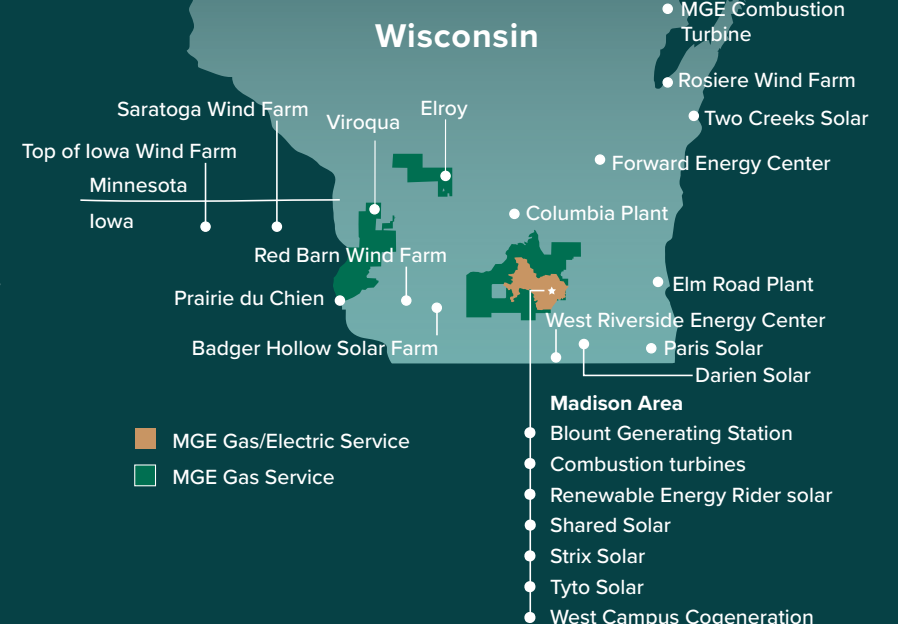 MGE Combustion
Turbine
Wisconsin
Rosiere Wind Farm
Saratoga Wind Farm
Elroy
Viroqua
Two Creeks Solar
Top of Iowa Wind Farm
Forward Energy Center
Minnesota
Iowa
Columbia Plant
Red Barn Wind Farm
Elm Road Plant
Prairie du Chien
West Riverside Energy Center
Badger Hollow Solar Farm
Paris Solar
Darien Solar
Madison Area
Blount Generating Station
Combustion turbines
Renewable Energy Rider solar
Shared Solar
Strix Solar
Tyto Solar
West Campus Cogeneration
MGE Gas/Electric Service
MGE Gas Service